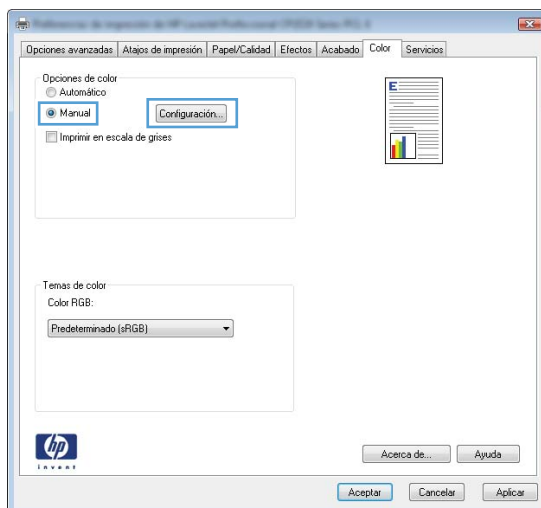 Opciones avanzadas Atajos de impresión Papel/Calidad Efectos Acabado Color Servicios
Opciones de color
Automático
Manual Configuración...
Imprimir en escala de grises
E
Temas de color
Color RGB:
Predeterminado (sRGB)
hp
invent
Acerca de... Ayuda
Aceptar Cancelar Aplicar